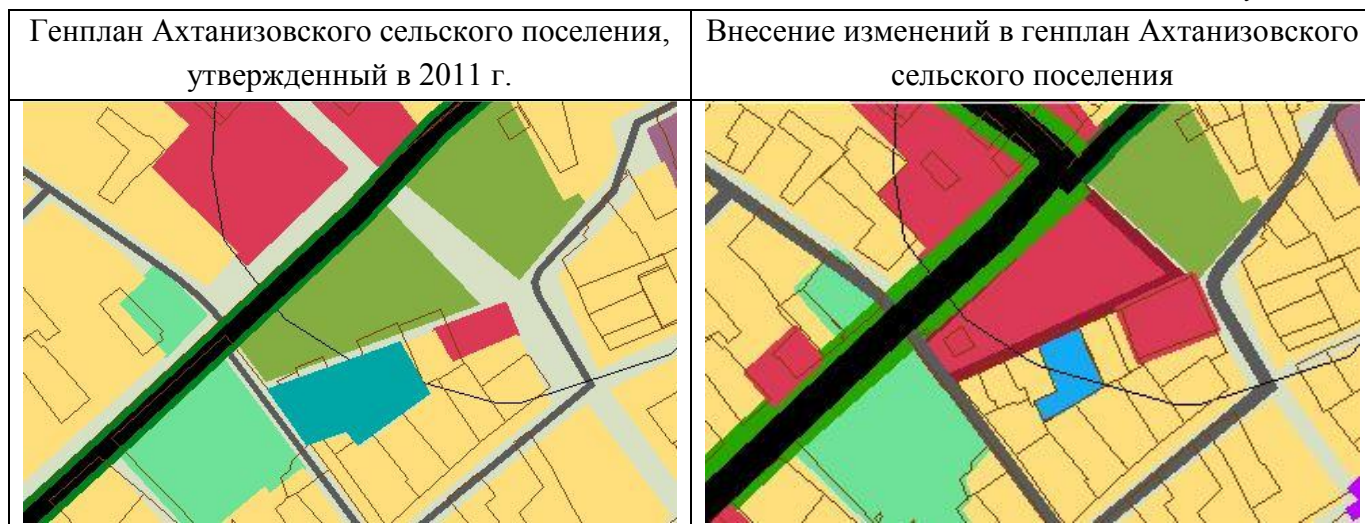 Генплан Ахтанизовского сельского поселения,
утвержденный в 2011 г.
Внесение изменений в генплан Ахтанизовского
сельского поселения